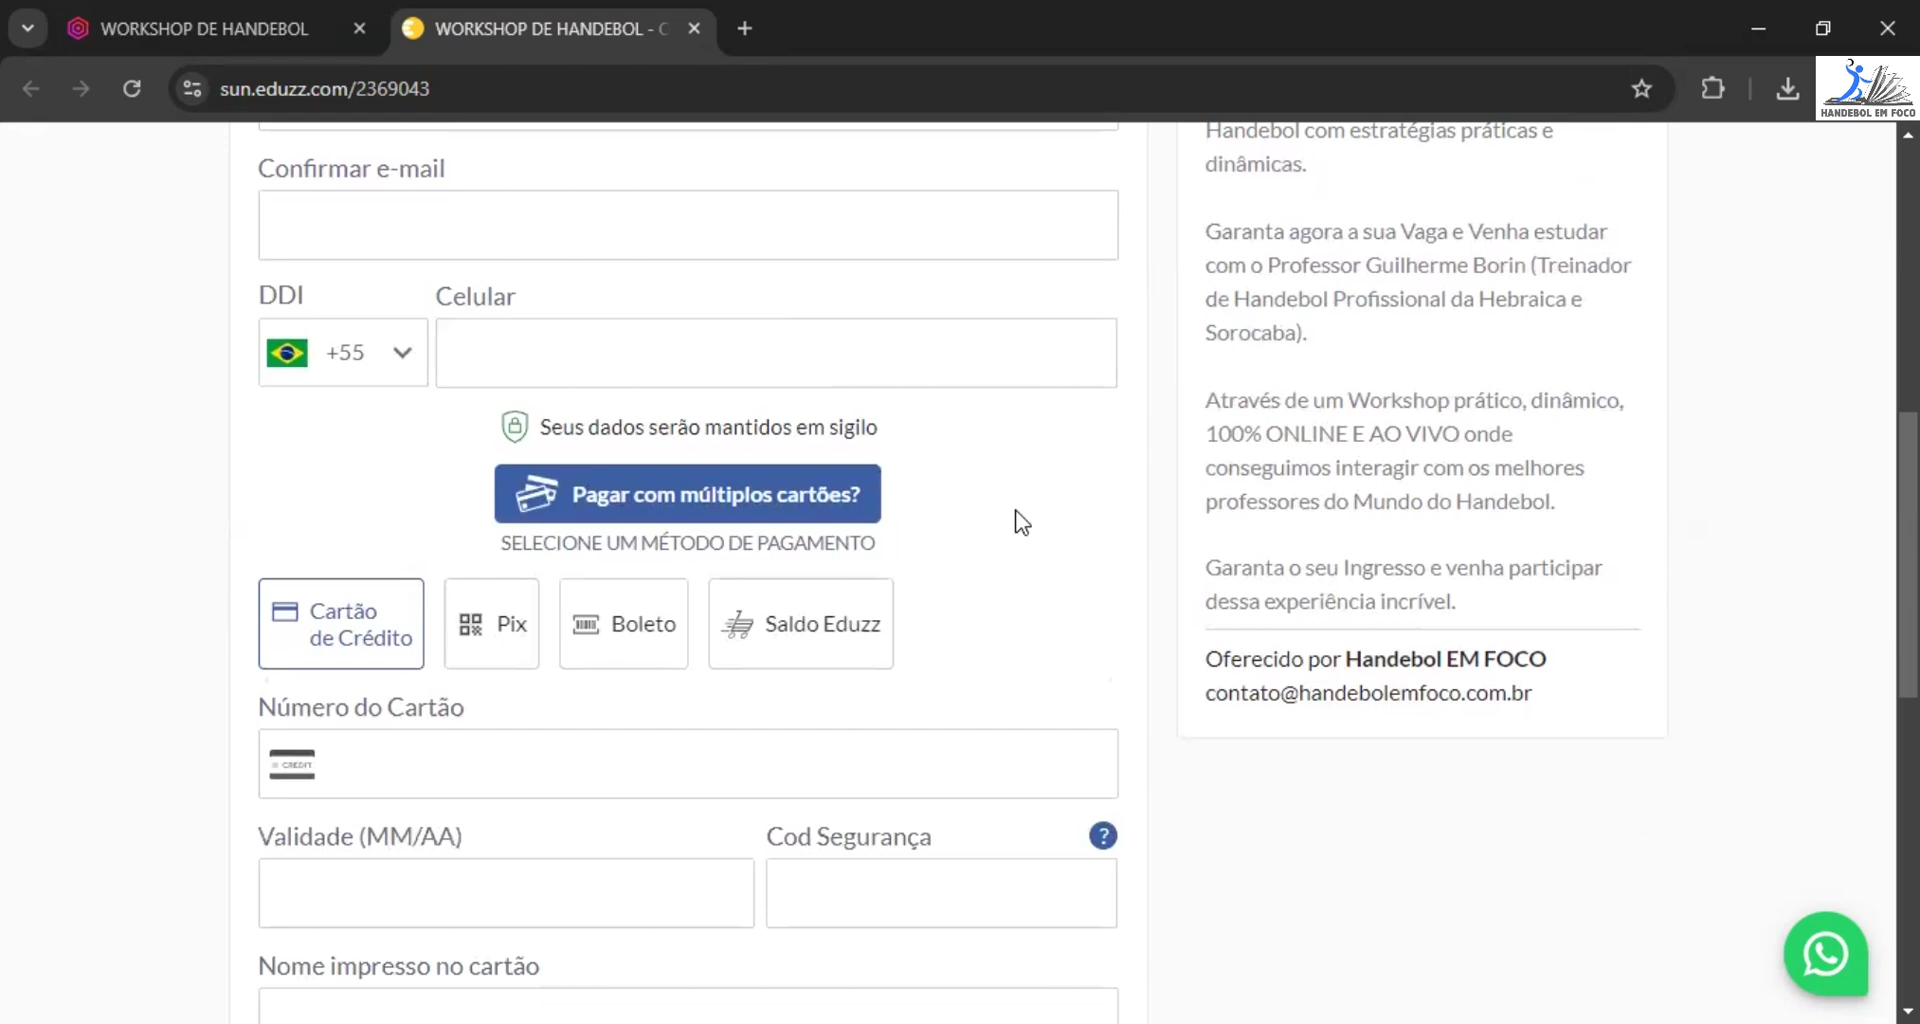 WORKSHOP DE HANDEBOL
WORKSHOP DE HANDEBOL -
sun.eduzz.com/2369043
HANDEBOL EM FOCO
Confirmar e-mail
DDI
Celular
+55
Seus dados serão mantidos em sigilo
Pagar com múltiplos cartões?
SELECIONE UM MÉTODO DE PAGAMENTO
Cartão
de Crédito
Pix
Boleto
Saldo Eduzz
Número do Cartão
CREDIT
Validade (MM/AA)
Cod Segurança
?
Nome impresso no cartão
Handebol com estratégias práticas e
dinâmicas.
Garanta agora a sua Vaga e Venha estudar
com o Professor Guilherme Borin (Treinador
de Handebol Profissional da Hebraica e
Sorocaba).
Através de um Workshop prático, dinâmico,
100% ONLINE E AO VIVO onde
conseguimos interagir com os melhores
professores do Mundo do Handebol.
Garanta o seu Ingresso e venha participar
dessa experiência incrível.
Oferecido por Handebol EM FOCO
contato@handebolemfoco.com.br